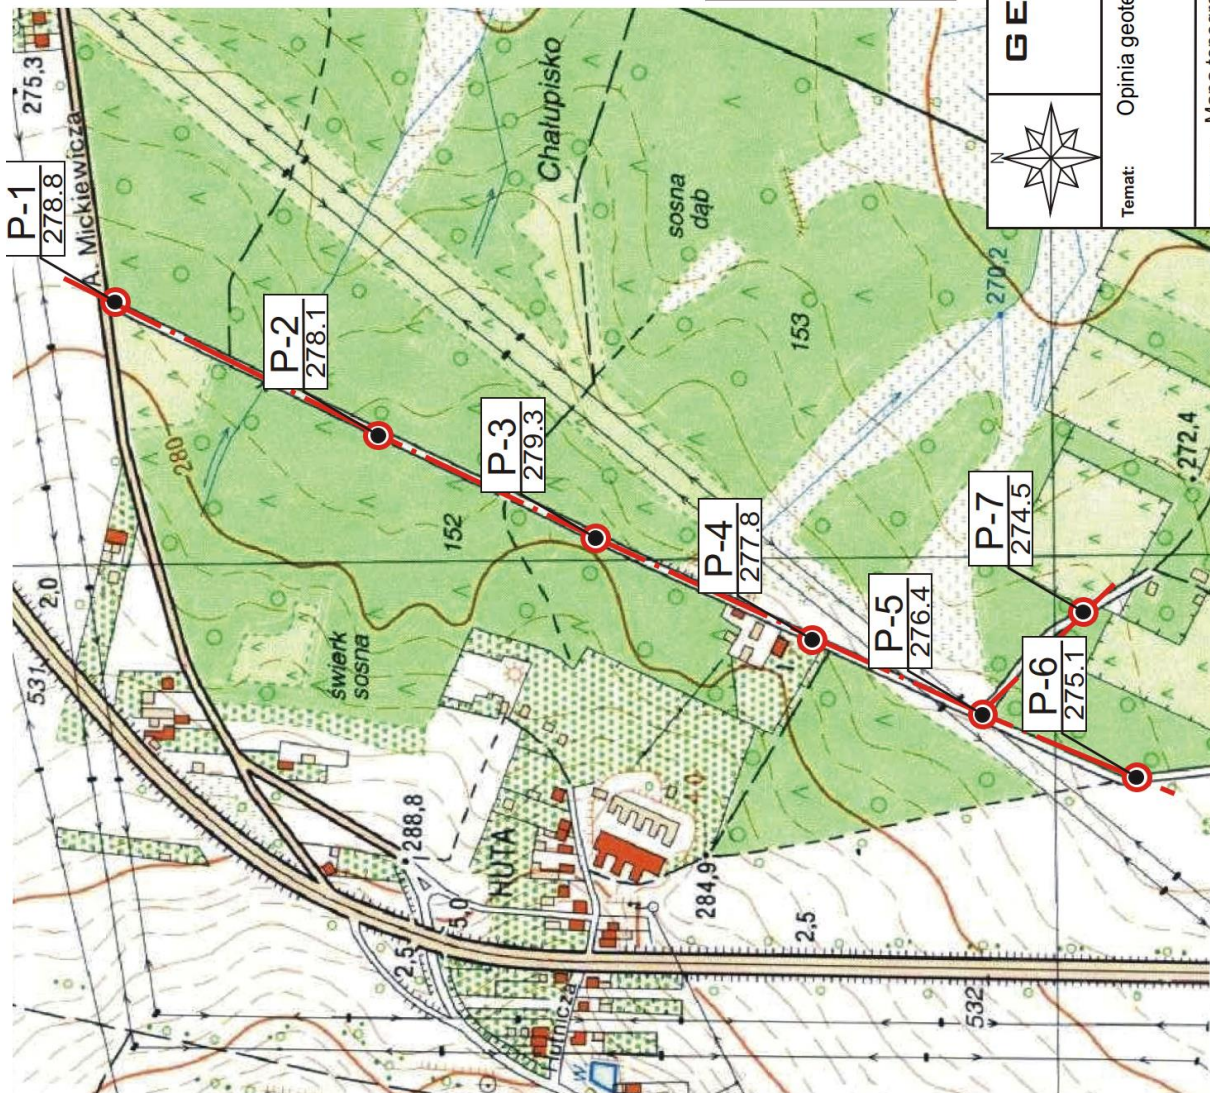 P-1
278.8
A. Mickiewicza
275,3
P-2
278.1
P-3
279.3
P-4
277.8
P-5
276.4
P-6
275.1
P-7
274.5
Chałupisko
sosna
dąb
153
270,2
272,4
280
152
świerk
sosna
2,0
531
288,8
HUTA
284,9
5,0
2,5
2,5
532
Hutnicza
W
N
GE
Temat:
Opinia geote